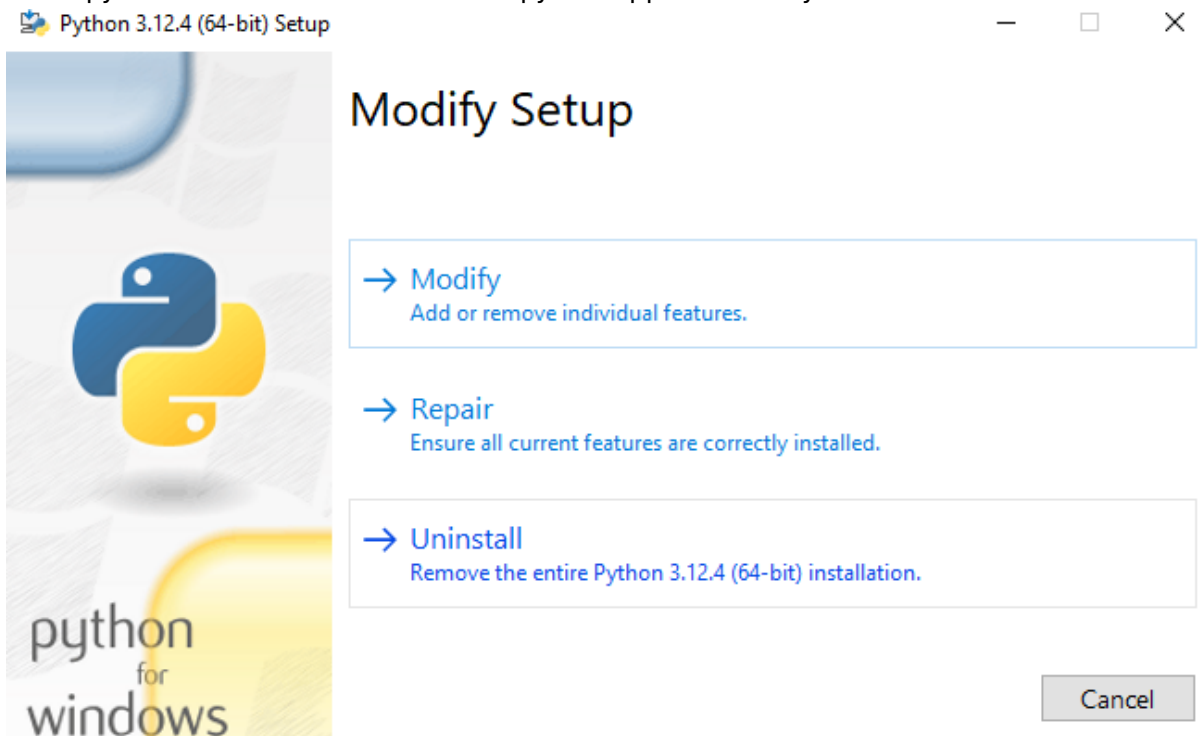 Python 3.12.4 (64-bit) Setup
Modify Setup
→ Modify
Add or remove individual features.
→ Repair
Ensure all current features are correctly installed.
→ Uninstall
Remove the entire Python 3.12.4 (64-bit) installation.
python
for
windows
Cancel